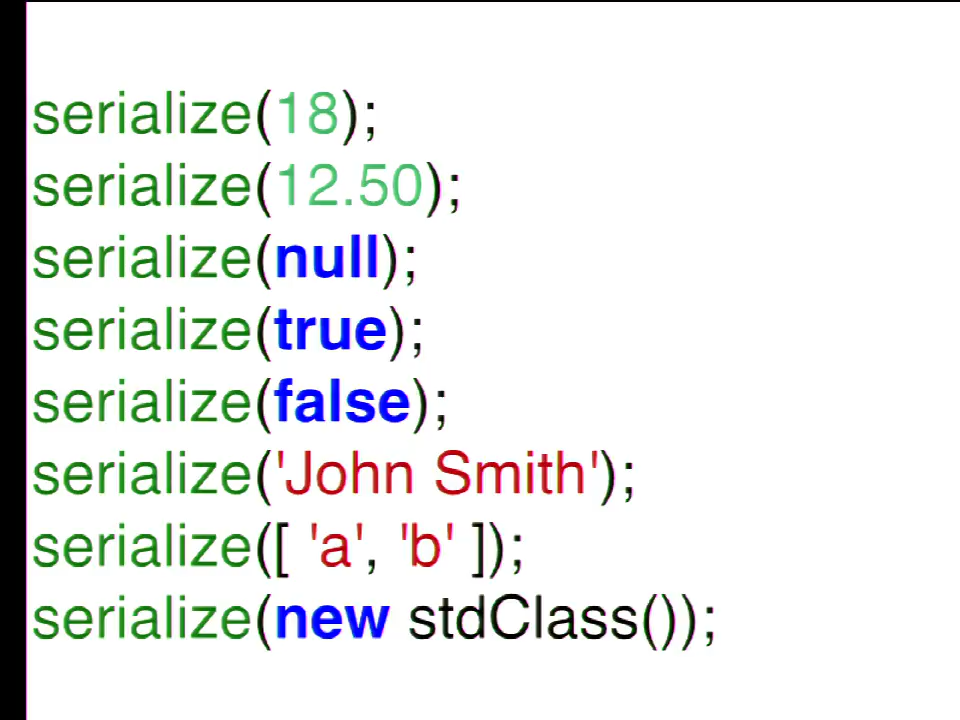 serialize(18);
serialize(12.50);
serialize(null);
serialize(true);
serialize(false);
serialize('John Smith');
serialize([ 'a', 'b' ]);
serialize(new stdClass());